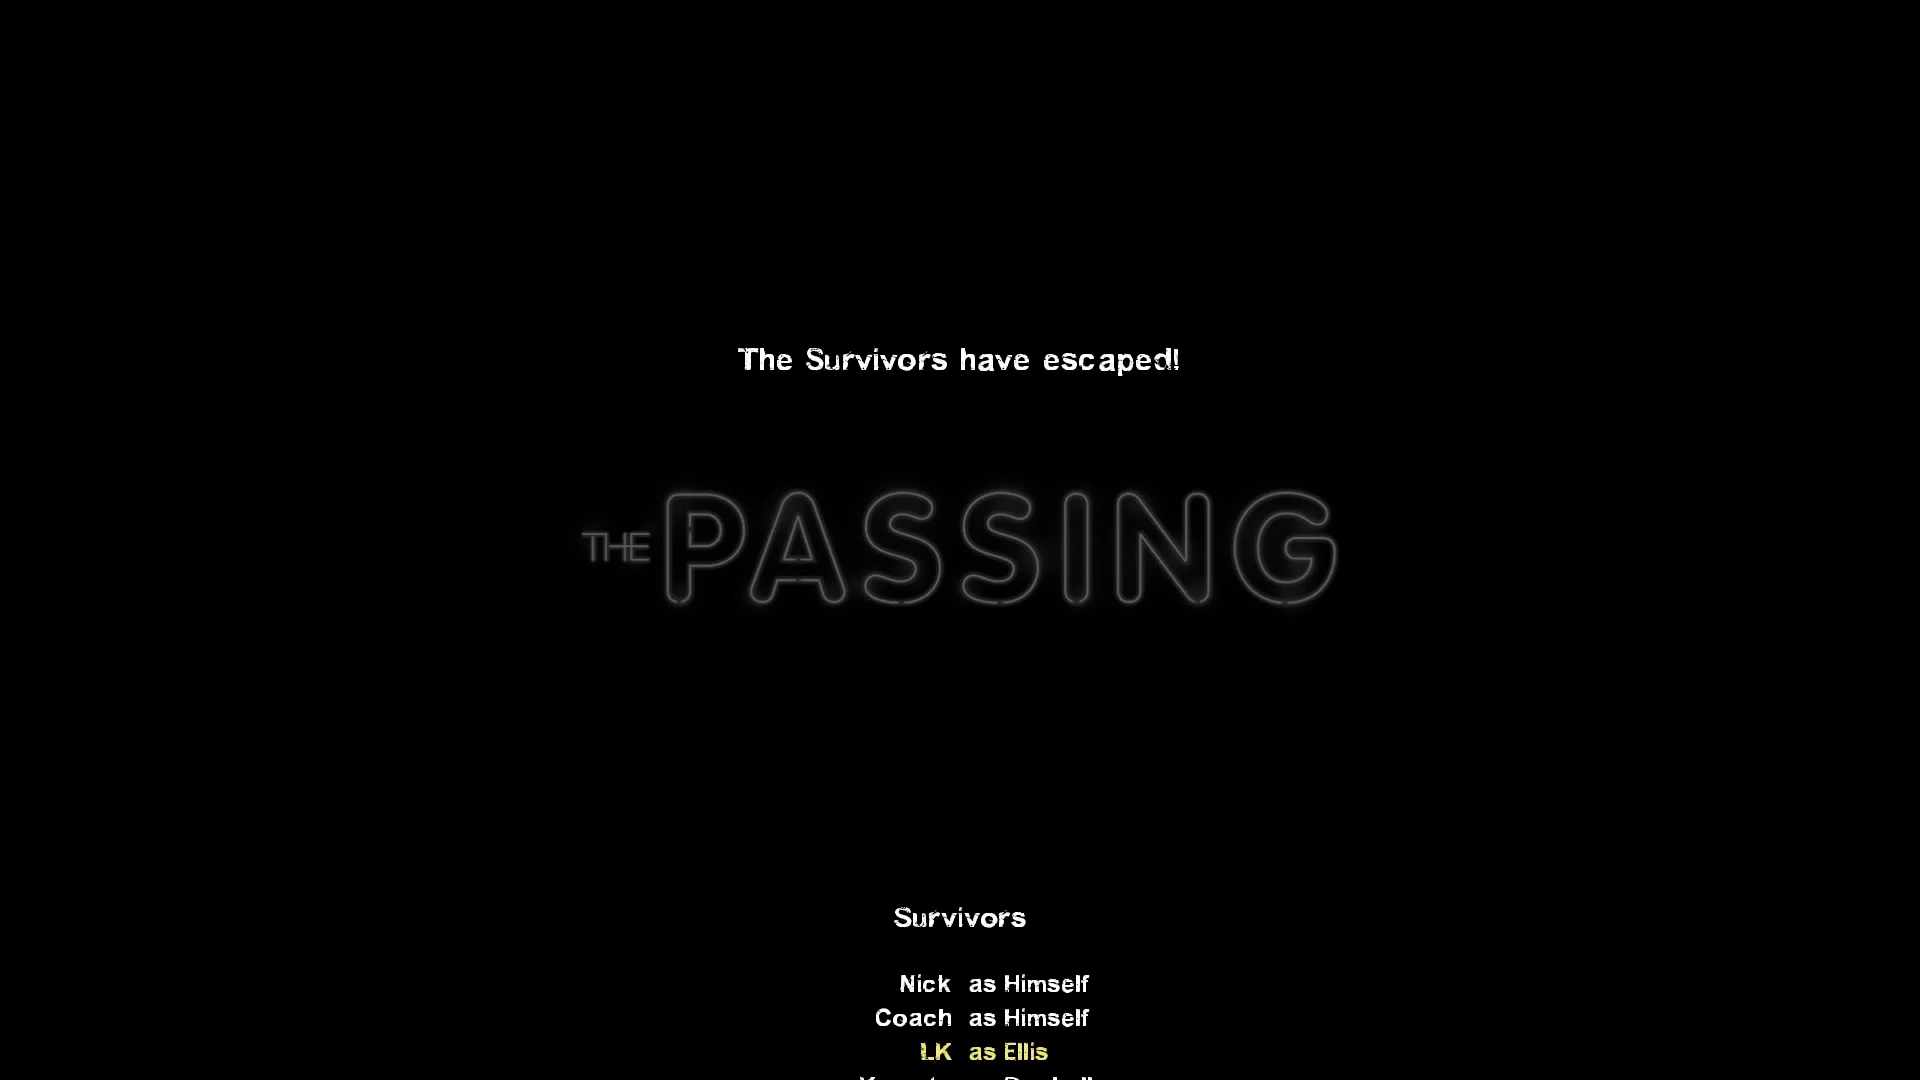 The Survivors have escaped!
THE PASSING
Survivors
Nick as Himself
Coach as Himself
LK as Ellis